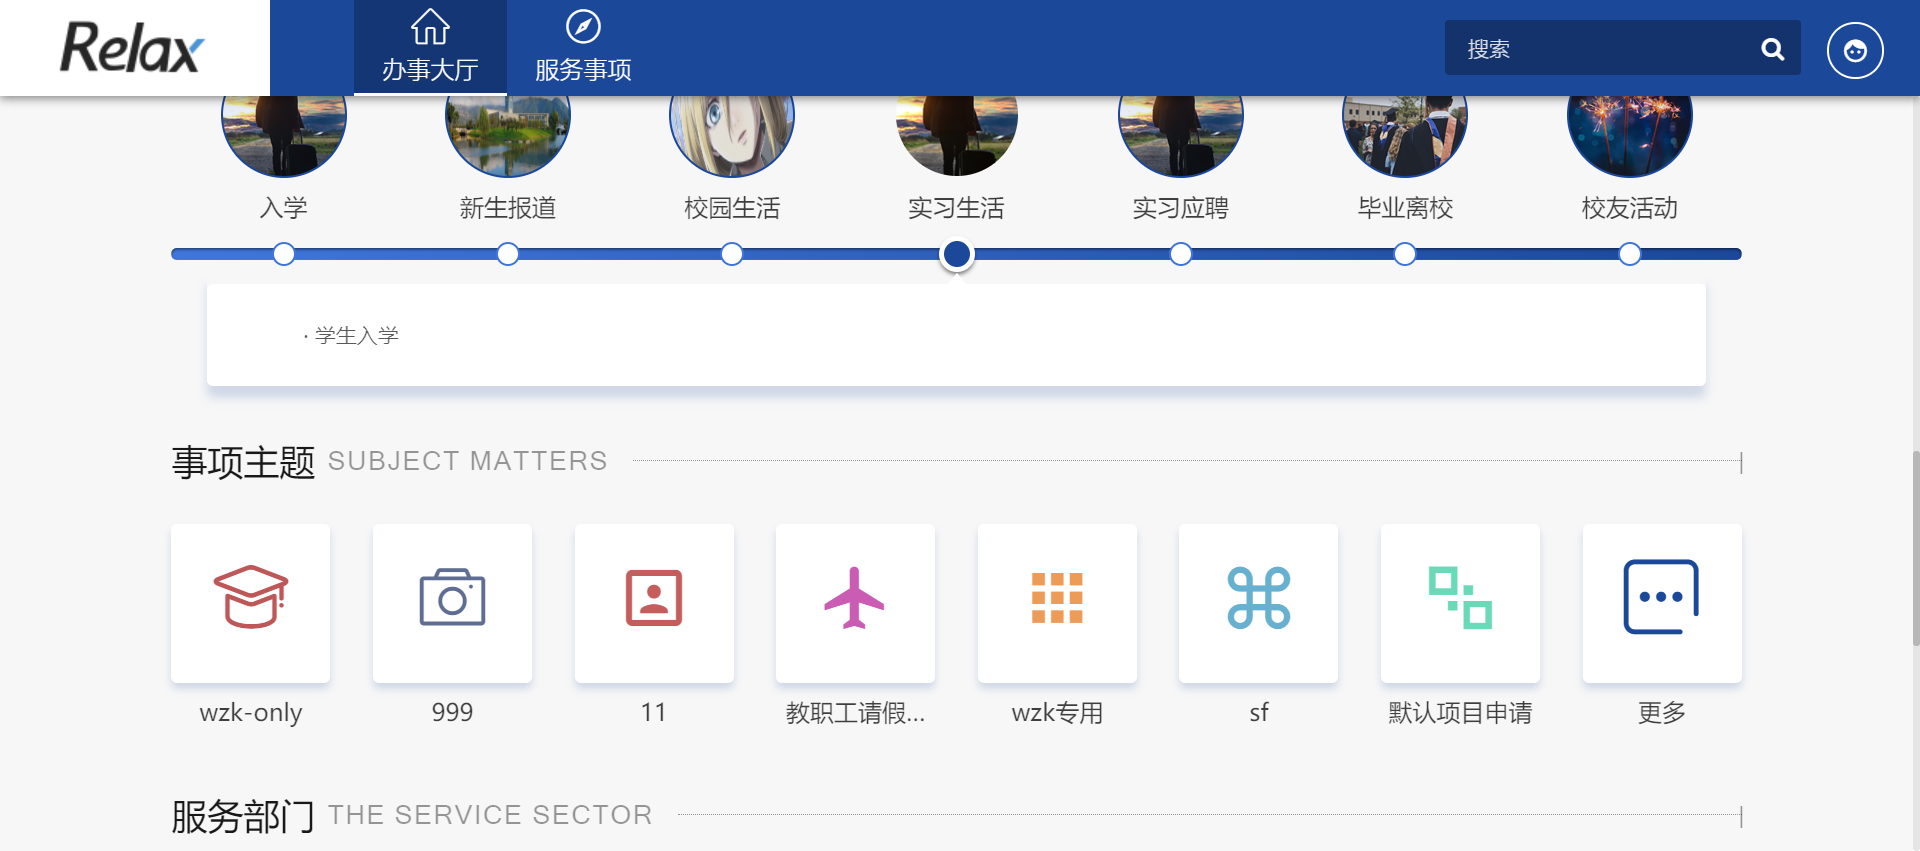 Relax
办事大厅
服务事项
搜索
入学
新生报道
校园生活
实习生活
实习应聘
毕业离校
校友活动
· 学生入学
事项主题 SUBJECT MATTERS
wzk-only
999
11
教职工请假...
wzk专用
sf
默认项目申请
更多
服务部门 THE SERVICE SECTOR